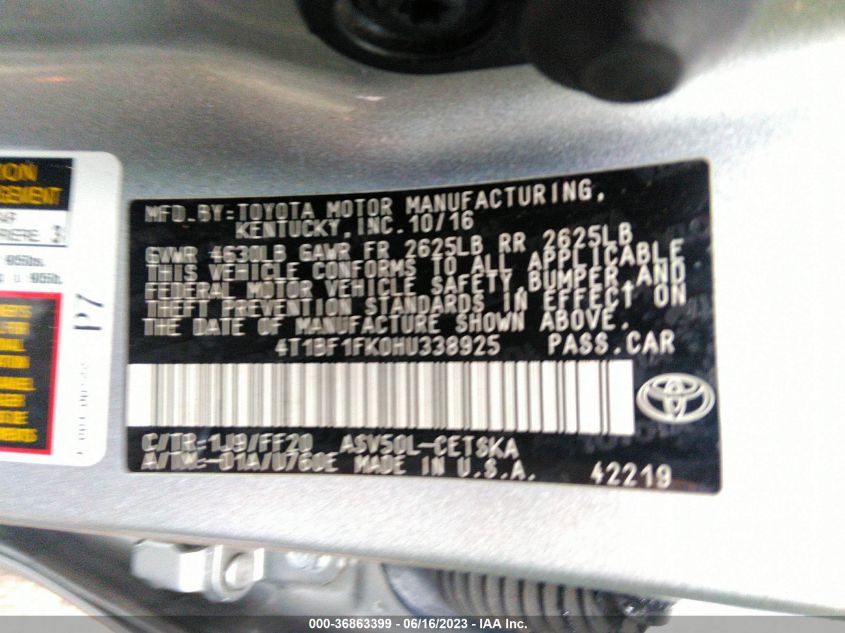 MFD.BY:TOYOTA MOTOR MANUFACTURING,
KENTUCKY,INC.10/16
GVWR 4630LB GAWR FR 2625LB RR 2625LB
THIS VEHICLE CONFORMS TO ALL APPLICABLE
FEDERAL MOTOR VEHICLE SAFETY,BUMPER,AND
THEFT PREVENTION STANDARDS IN EFFECT ON
THE DATE OF MANUFACTURE SHOWN ABOVE.
4T1BF1FK0HU338925 PASS.CAR
C/TR:1J9/FF20 ASV50L-CETSKA
A/TM:-01A/U760E MADE IN U.S.A. 42219
P7
000-36863399 - 06/16/2023 - IAA Inc.